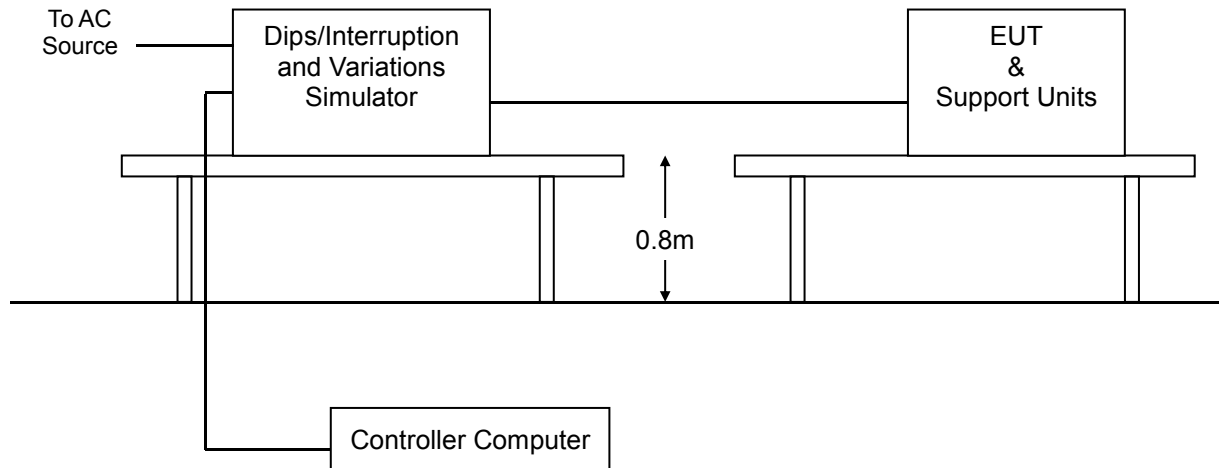 To AC
Source
Dips/Interruption
and Variations
Simulator
EUT
&
Support Units
0.8m
Controller Computer